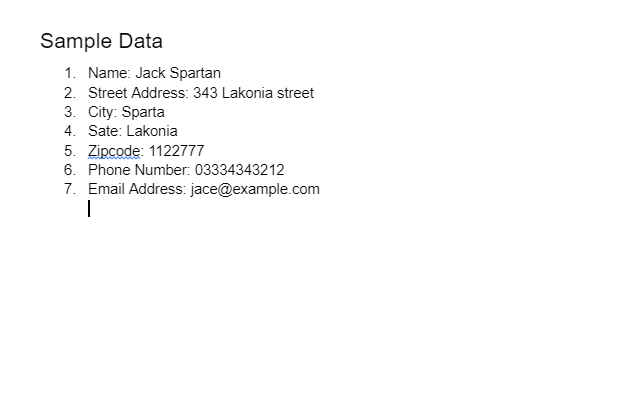 Sample Data
1. Name: Jack Spartan
2. Street Address: 343 Lakonia street
3. City: Sparta
4. Sate: Lakonia
5. Zipcode: 1122777
6. Phone Number: 03334343212
7. Email Address: jace@example.com